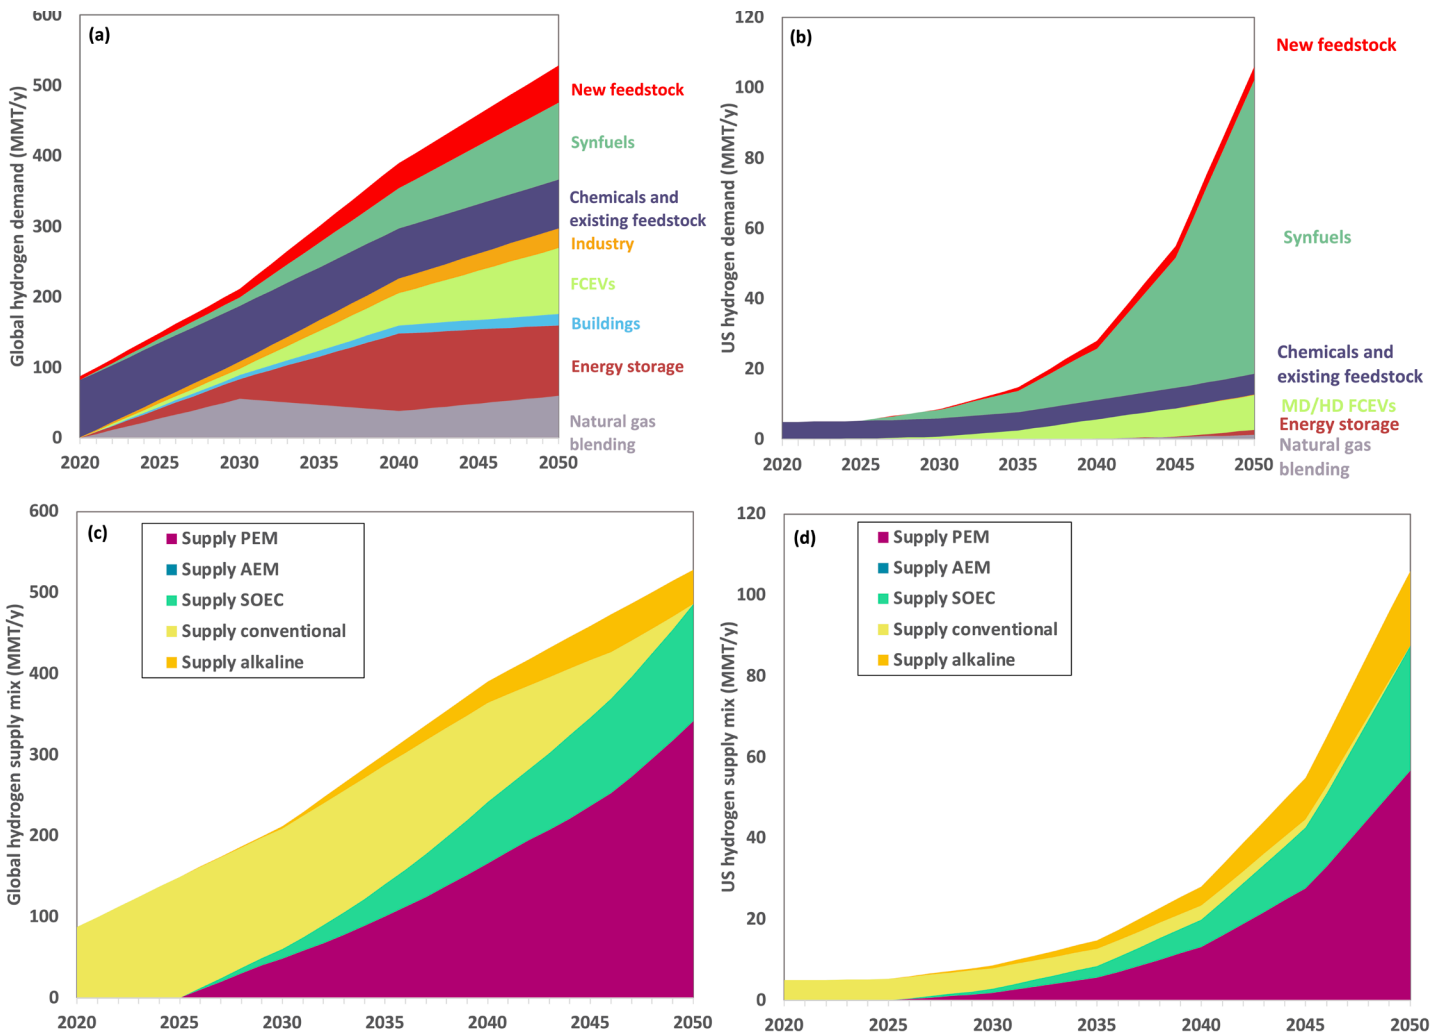 (a)
Global hydrogen demand (MMT/y)
600
500
400
300
200
100
0
2020 2025 2030 2035 2040 2045 2050
New feedstock
Synfuels
Chemicals and
existing feedstock
Industry
FCEVs
Buildings
Energy storage
Natural gas
blending
(b)
US hydrogen demand (MMT/y)
120
100
80
60
40
20
0
2020 2025 2030 2035 2040 2045 2050
New feedstock
Synfuels
Chemicals and
existing feedstock
MD/HD FCEVs
Energy storage
Natural gas
blending
(c)
Global hydrogen supply mix (MMT/y)
600
500
400
300
200
100
0
2020 2025 2030 2035 2040 2045 2050
Supply PEM
Supply AEM
Supply SOEC
Supply conventional
Supply alkaline
(d)
US hydrogen supply mix (MMT/y)
120
100
80
60
40
20
0
2020 2025 2030 2035 2040 2045 2050
Supply PEM
Supply AEM
Supply SOEC
Supply conventional
Supply alkaline